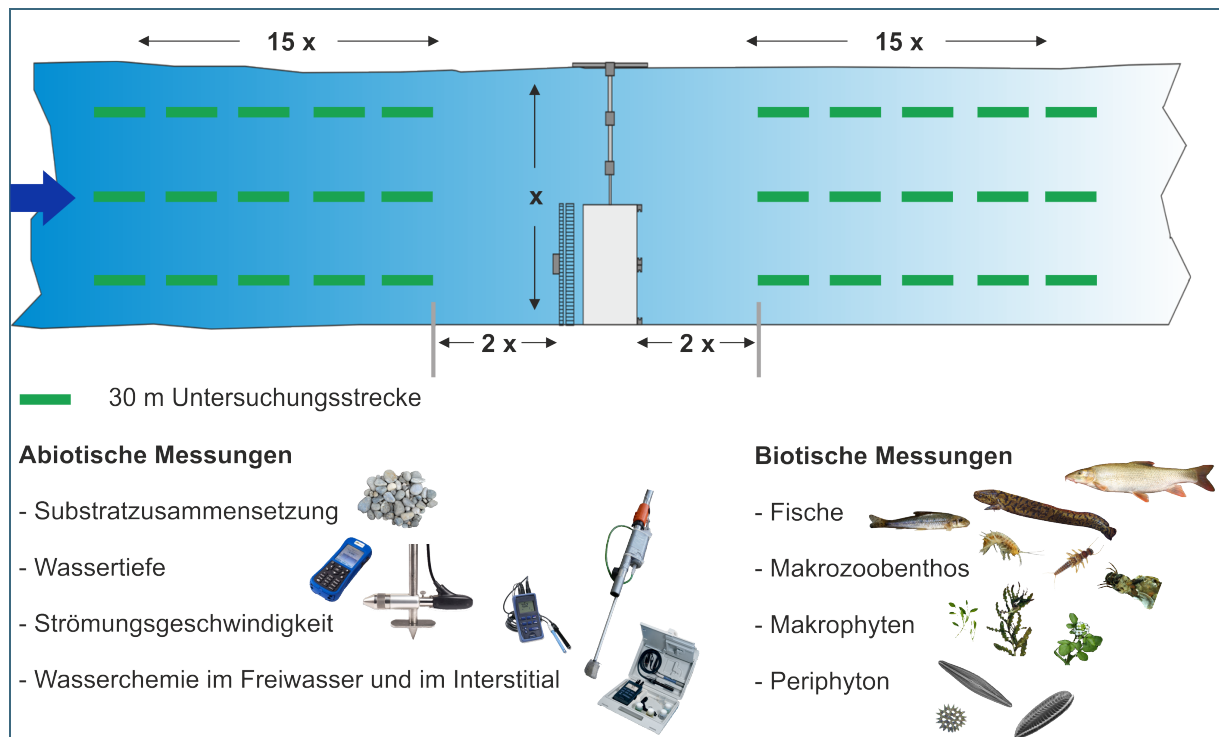 15 x
15 x
x
2 x
2 x
30 m Untersuchungsstrecke
Abiotische Messungen
- Substratzusammensetzung
- Wassertiefe
- Strömungsgeschwindigkeit
- Wasserchemie im Freiwasser und im Interstitial
Biotische Messungen
- Fische
- Makrozoobenthos
- Makrophyten
- Periphyton